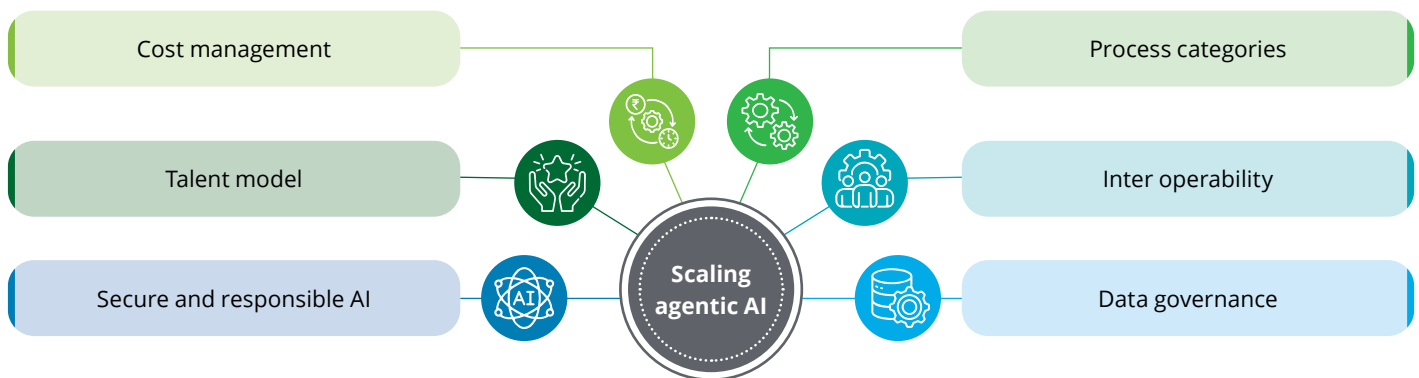 Cost management
Process categories
₹
Talent model
Inter operability
Secure and responsible AI
AI
Scaling
agentic AI
Data governance